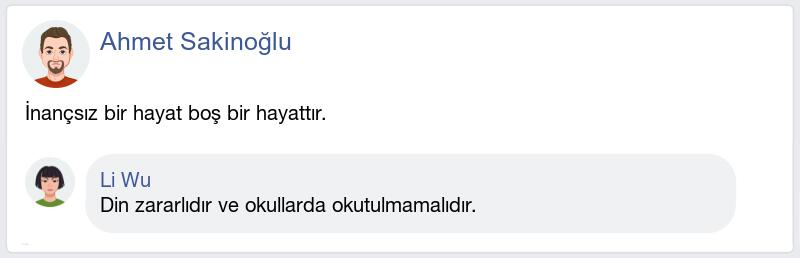 Ahmet Sakinoğlu
İnançsız bir hayat boş bir hayattır.
Li Wu
Din zararlıdır ve okullarda okutulmamalıdır.